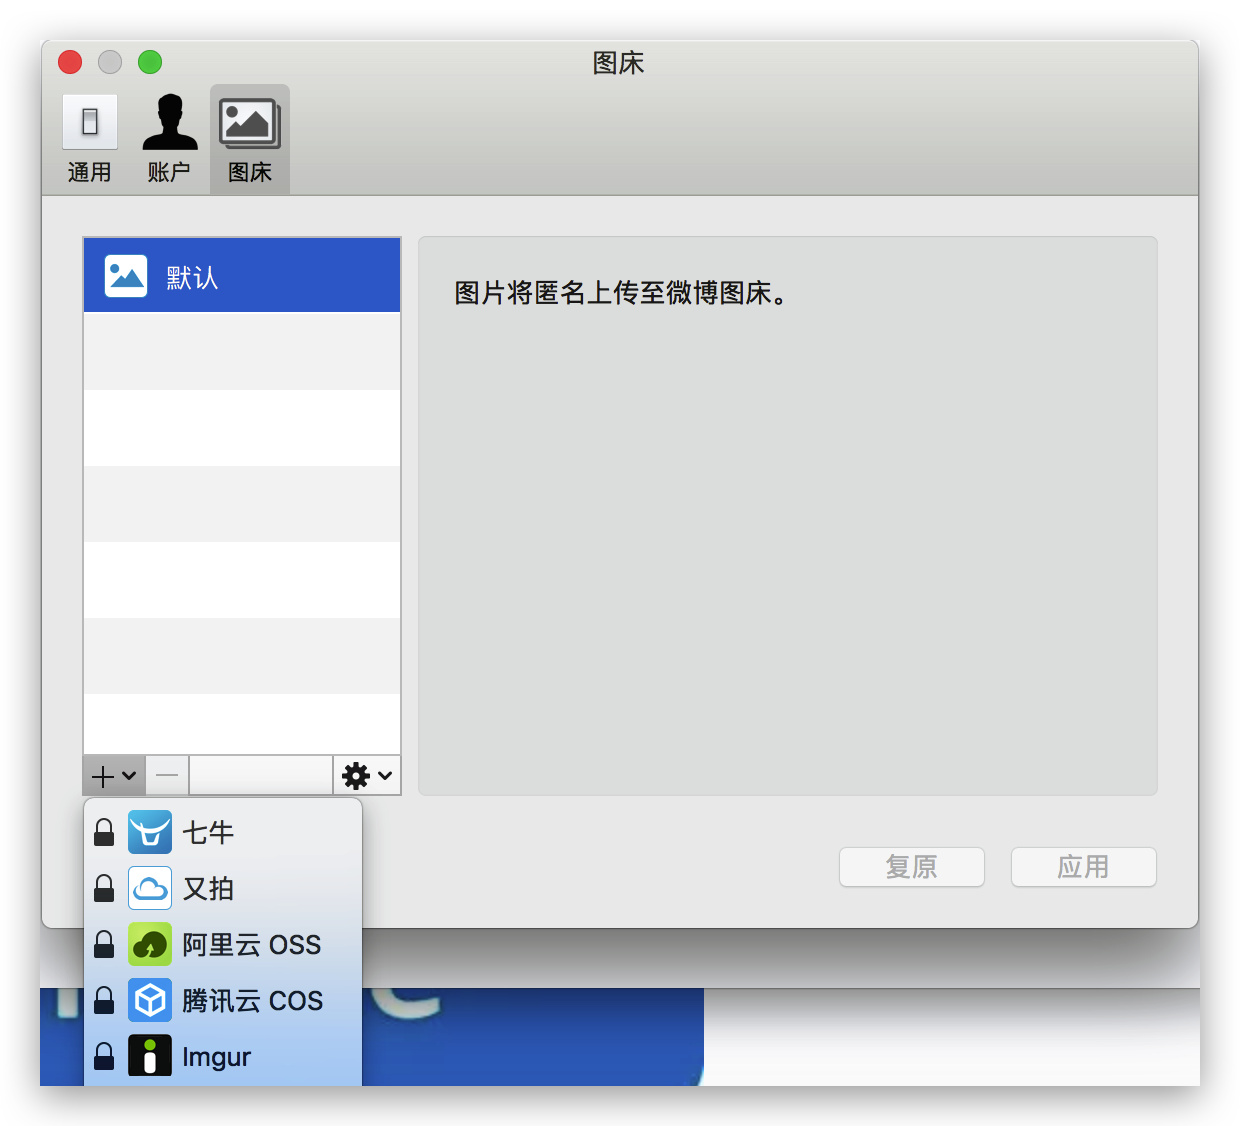 图床
通用
账户
图床
默认
图片将匿名上传至微博图床。
复原
应用
七牛
又拍
阿里云 OSS
腾讯云 COS
Imgur